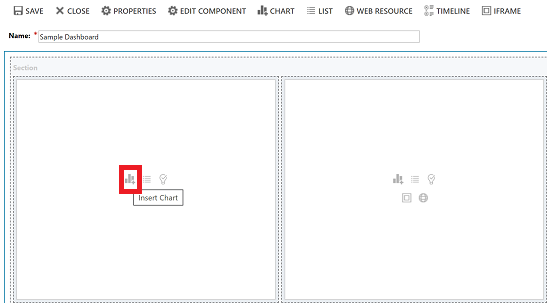 SAVE CLOSE PROPERTIES EDIT COMPONENT CHART LIST WEB RESOURCE TIMELINE IFRAME
Name: * Sample Dashboard
Section
Insert Chart